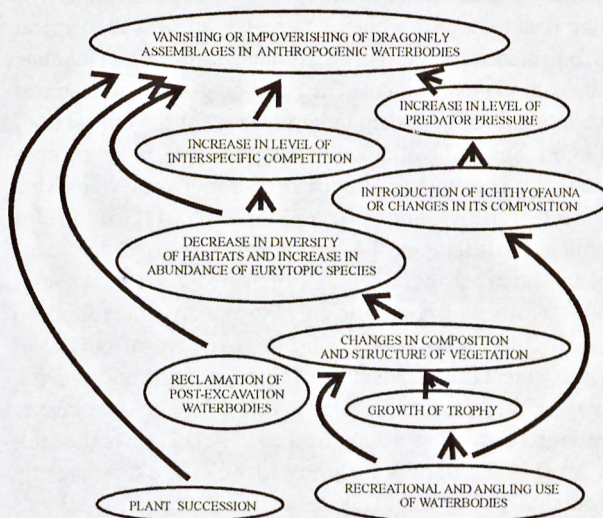 VANISHING OR IMPOVERISHING OF DRAGONFLY
ASSEMBLAGES IN ANTHROPOGENIC WATERBODIES
INCREASE IN LEVEL OF
PREDATOR PRESSURE
INCREASE IN LEVEL OF
INTERSPECIFIC COMPETITION
INTRODUCTION OF ICHTHYOFAUNA
OR CHANGES IN ITS COMPOSITION
DECREASE IN DIVERSITY
OF HABITATS AND INCREASE IN
ABUNDANCE OF EURYTOPIC SPECIES
CHANGES IN COMPOSITION
AND STRUCTURE OF VEGETATION
RECLAMATION OF
POST-EXCAVATION
WATERBODIES
GROWTH OF TROPHY
RECREATIONAL AND ANGLING USE
OF WATERBODIES
PLANT SUCCESSION